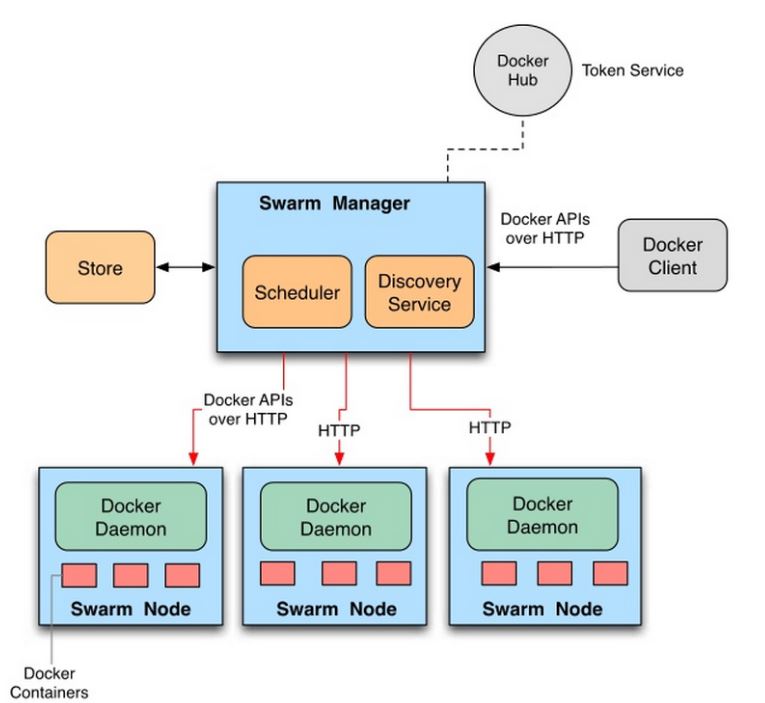 Docker
Hub
Token Service
Swarm Manager
Docker APIs
over HTTP
Docker
Client
Store
Scheduler
Discovery
Service
Docker APIs
over HTTP
HTTP
HTTP
Docker
Daemon
Swarm Node
Docker
Daemon
Swarm Node
Docker
Daemon
Swarm Node
Docker
Containers